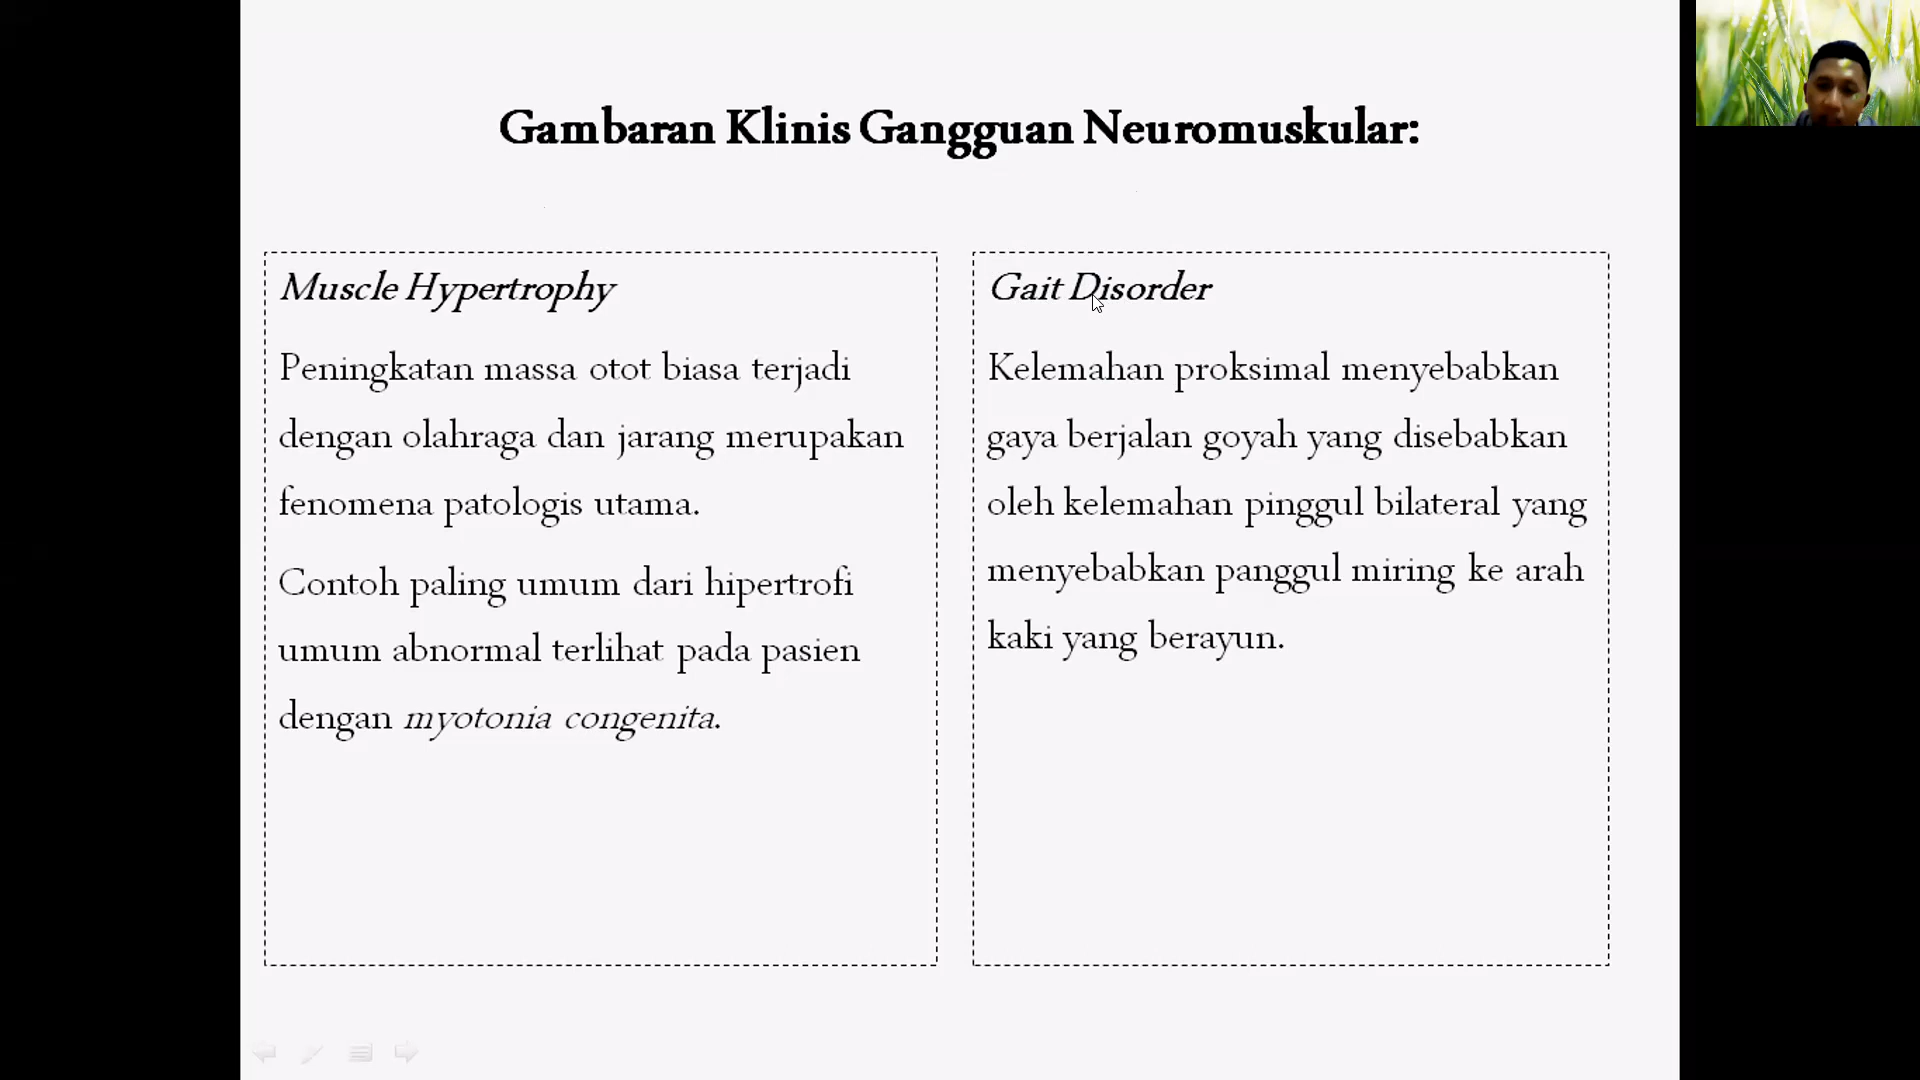 Gambaran Klinis Gangguan Neuromuskular:
Muscle Hypertrophy
Peningkatan massa otot biasa terjadi
dengan olahraga dan jarang merupakan
fenomena patologis utama.
Contoh paling umum dari hipertrofi
umum abnormal terlihat pada pasien
dengan myotonia congenita.
Gait Disorder
Kelemahan proksimal menyebabkan
gaya berjalan goyah yang disebabkan
oleh kelemahan pinggul bilateral yang
menyebabkan panggul miring ke arah
kaki yang berayun.